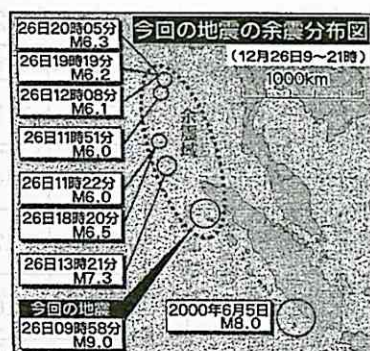 今回の地震の余震分布図
(12月26日9〜21時)
1000km
26日20時05分
M6.3
26日19時19分
M6.2
26日12時08分
M6.1
26日11時51分
M6.0
26日11時22分
M6.0
26日18時20分
M6.5
26日13時21分
M7.3
今回の地震
26日09時58分
M9.0
余震域
2000年6月5日
M8.0